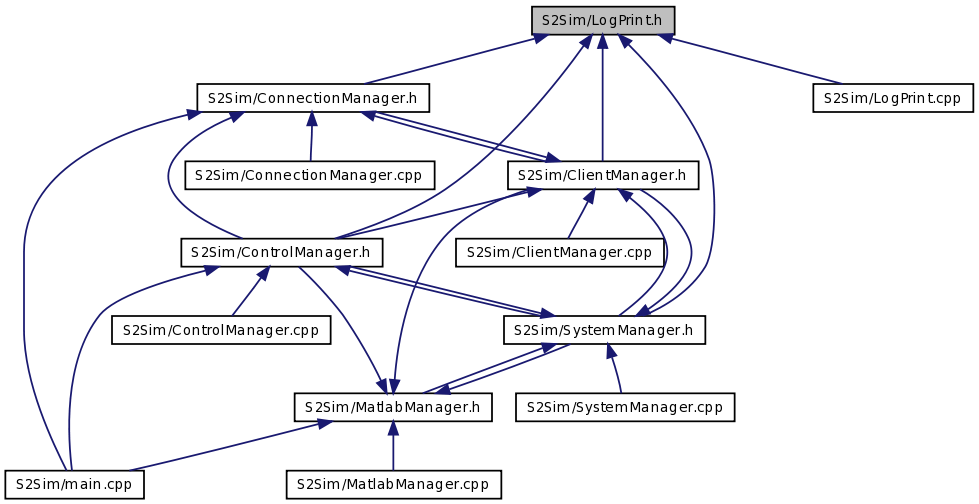 S2Sim/LogPrint.h
S2Sim/ConnectionManager.h
S2Sim/LogPrint.cpp
S2Sim/ConnectionManager.cpp
S2Sim/ClientManager.h
S2Sim/ControlManager.h
S2Sim/ClientManager.cpp
S2Sim/ControlManager.cpp
S2Sim/SystemManager.h
S2Sim/MatlabManager.h
S2Sim/SystemManager.cpp
S2Sim/main.cpp
S2Sim/MatlabManager.cpp